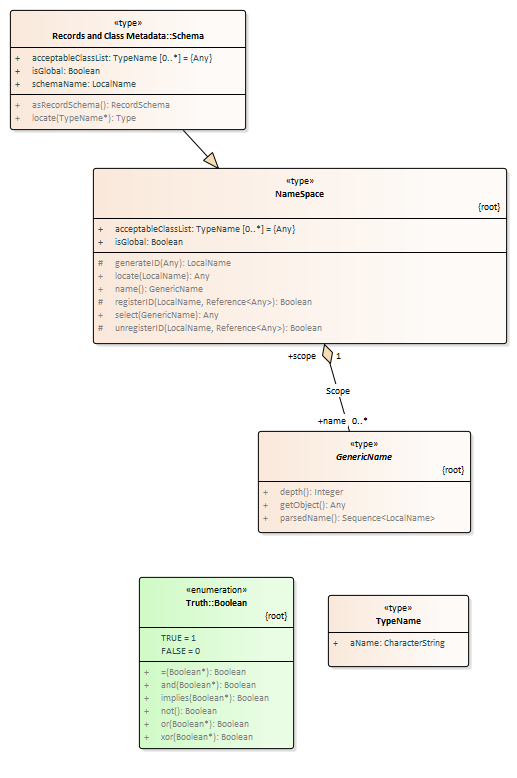 «type»
Records and Class Metadata::Schema
+ acceptableClassList: TypeName [0..*] = {Any}
+ isGlobal: Boolean
+ schemaName: LocalName
+ asRecordSchema(): RecordSchema
+ locate(TypeName*): Type
«type»
NameSpace
{root}
+ acceptableClassList: TypeName [0..*] = {Any}
+ isGlobal: Boolean
# generateID(Any): LocalName
+ locate(LocalName): Any
+ name(): GenericName
# registerID(LocalName, Reference<Any>): Boolean
+ select(GenericName): Any
# unregisterID(LocalName, Reference<Any>): Boolean
+scope 1
Scope
+name 0..*
«type»
GenericName
{root}
+ depth(): Integer
+ getObject(): Any
+ parsedName(): Sequence<LocalName>
«enumeration»
Truth::Boolean
{root}
TRUE = 1
FALSE = 0
+ =(Boolean*): Boolean
+ and(Boolean*): Boolean
+ implies(Boolean*): Boolean
+ not(): Boolean
+ or(Boolean*): Boolean
+ xor(Boolean*): Boolean
«type»
TypeName
+ aName: CharacterString